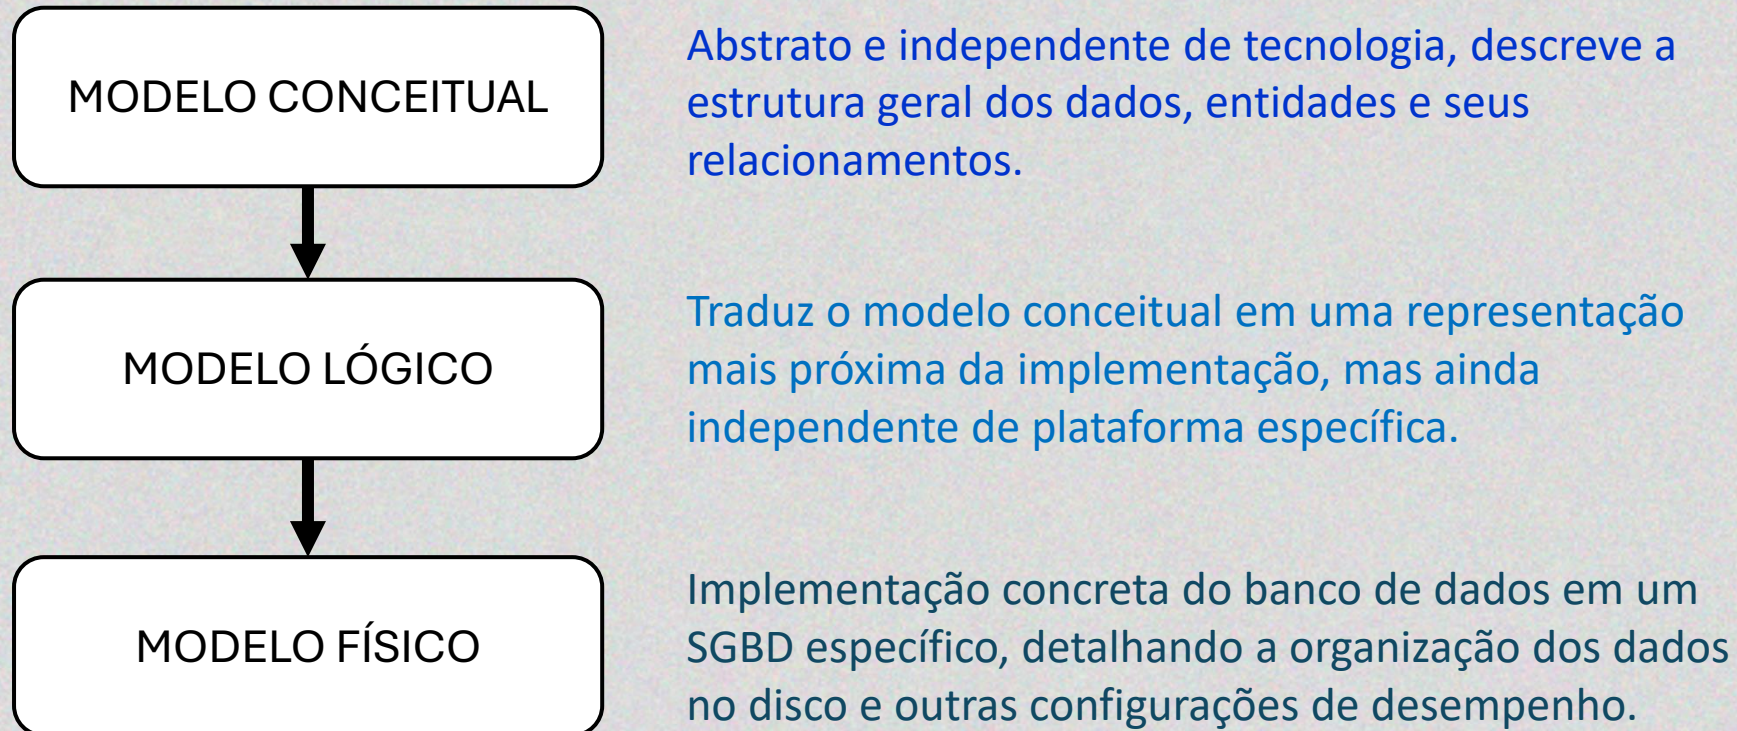 MODELO CONCEITUAL
Abstrato e independente de tecnologia, descreve a
estrutura geral dos dados, entidades e seus
relacionamentos.
MODELO LÓGICO
Traduz o modelo conceitual em uma representação
mais próxima da implementação, mas ainda
independente de plataforma específica.
MODELO FÍSICO
Implementação concreta do banco de dados em um
SGBD específico, detalhando a organização dos dados
no disco e outras configurações de desempenho.